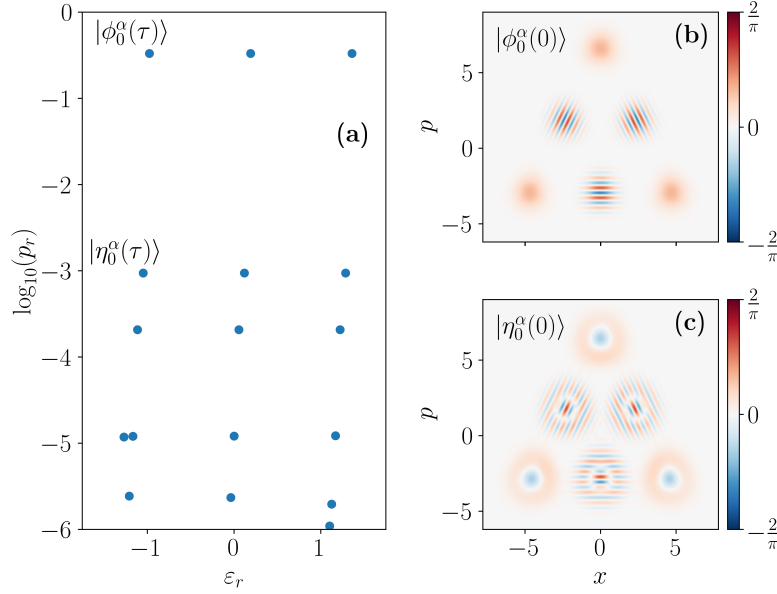 0
−1
−2
−3
−4
−5
−6
log₁₀(p_r)
|ϕ₀^α(τ)⟩
(a)
|η₀^α(τ)⟩
−1
0
1
ε_r
|ϕ₀^α(0)⟩
(b)
5
0
−5
p
2/π
0
−2/π
|η₀^α(0)⟩
(c)
5
0
−5
p
−5
0
5
x
2/π
0
−2/π